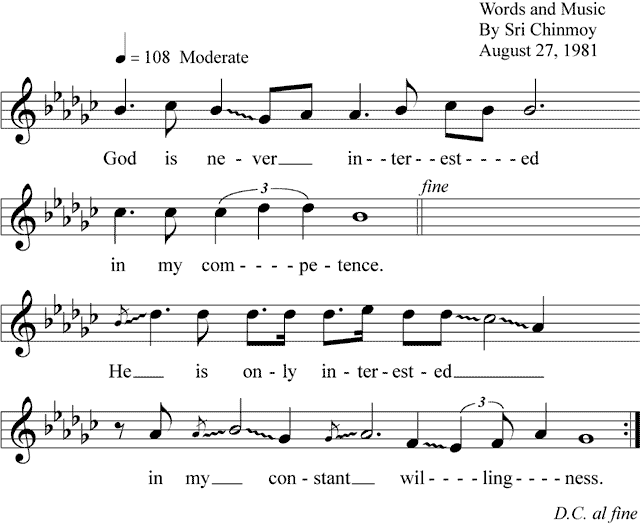 Words and Music
By Sri Chinmoy
August 27, 1981
♩ = 108 Moderate
God is ne - ver___ in - - ter - - est - - - - ed
3
fine
in my com - - - - pe - tence.
He___ is on - ly in - ter - est - ed___________
3
in my___ con - stant___ wil - - - - ling - - - - ness.
D.C. al fine